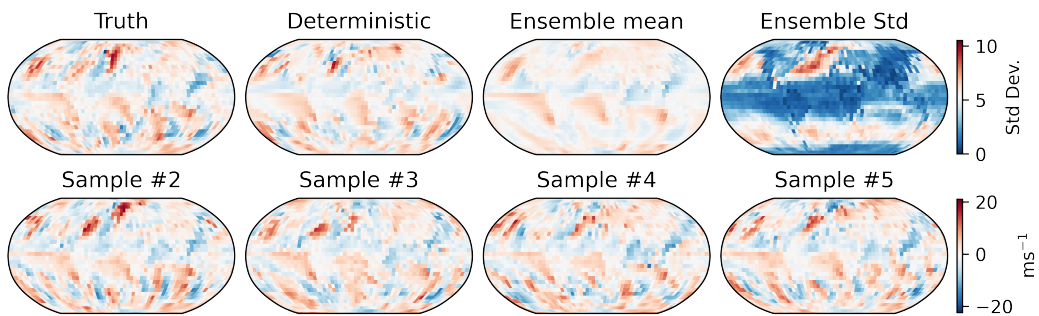 Truth
Deterministic
Ensemble mean
Ensemble Std
10
5
0
Std Dev.
Sample #2
Sample #3
Sample #4
Sample #5
20
0
−20
ms⁻¹